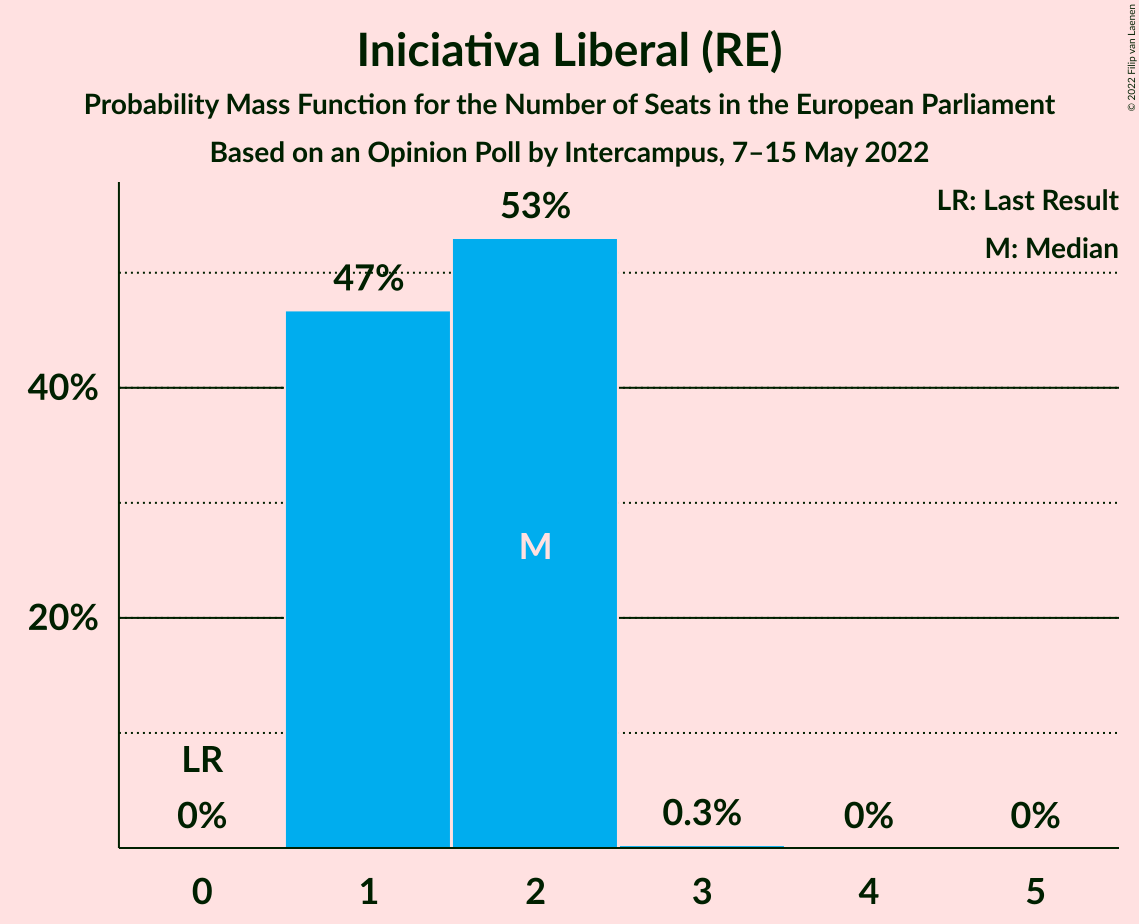 Iniciativa Liberal (RE)
Probability Mass Function for the Number of Seats in the European Parliament
Based on an Opinion Poll by Intercampus, 7–15 May 2022
© 2022 Filip van Laenen
LR: Last Result
M: Median
53%
47%
40%
M
20%
LR
0%
0.3%
0%
0%
0
1
2
3
4
5